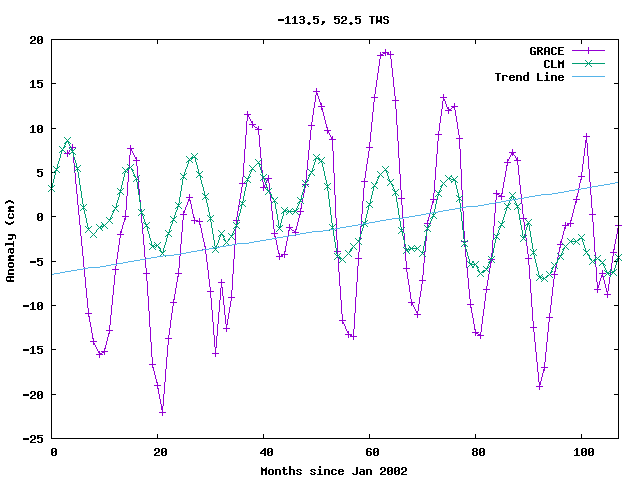 -113.5, 52.5 TWS
GRACE
CLM
Trend Line
20
15
10
5
0
-5
-10
-15
-20
-25
Anomaly (cm)
0 20 40 60 80 100
Months since Jan 2002